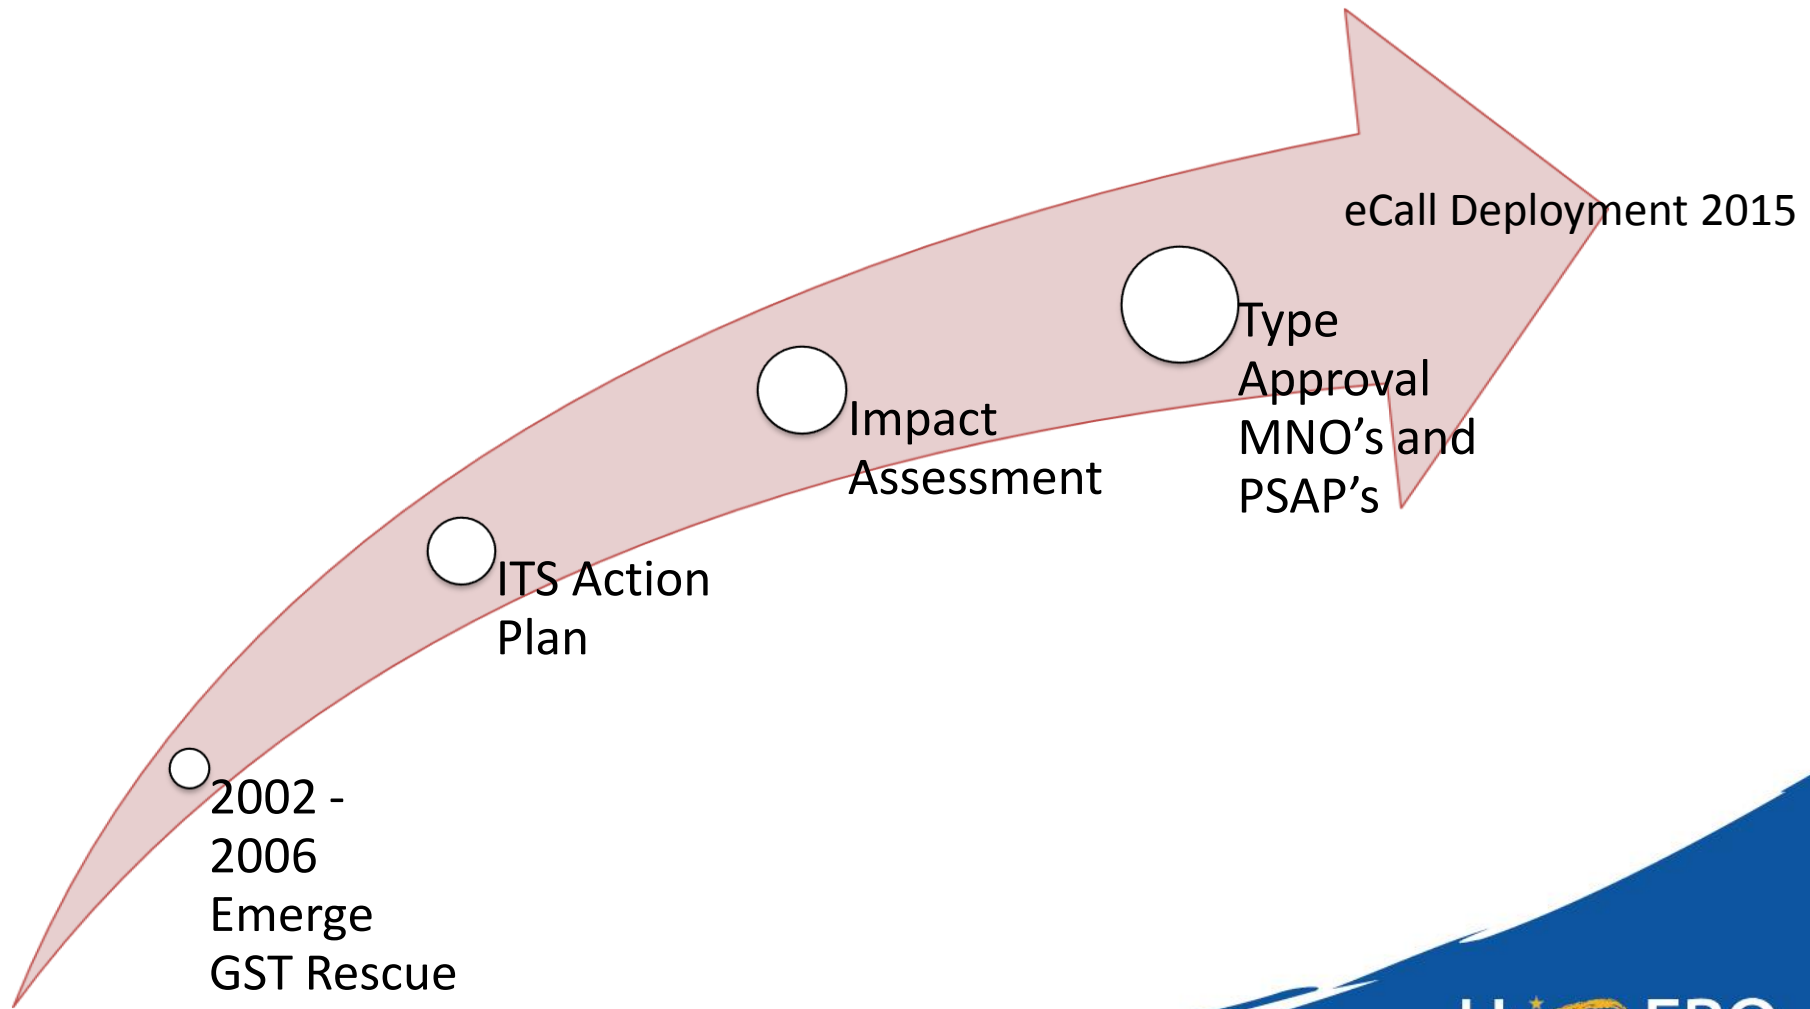 eCall Deployment 2015
Type
Approval
MNO’s and
PSAP’s
Impact
Assessment
ITS Action
Plan
2002 -
2006
Emerge
GST Rescue